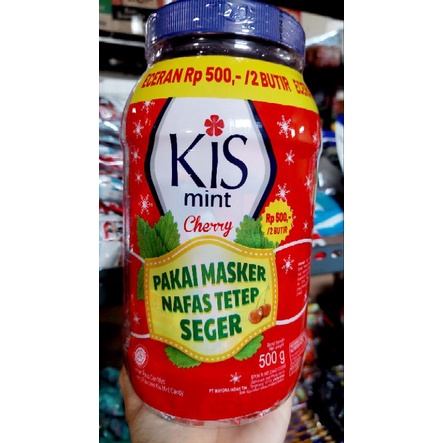 ECERAN Rp 500,- /2 BUTIR
KiS
mint
Cherry
Rp 500,-
/2 BUTIR
PAKAI MASKER
NAFAS TETEP
SEGER
500 g